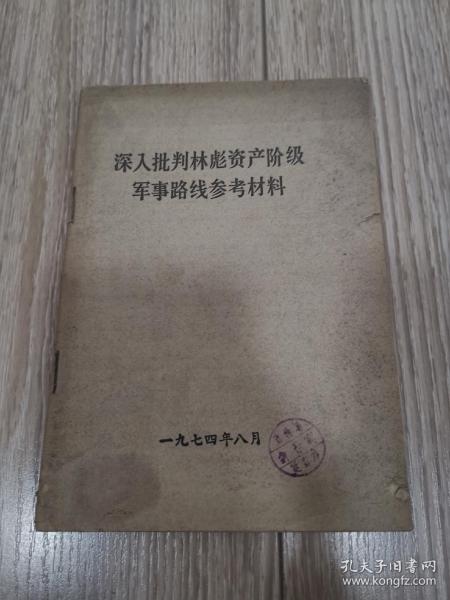 深入批判林彪资产阶级
军事路线参考材料
一九七四年八月
孔夫子旧书网
www.kongfz.com